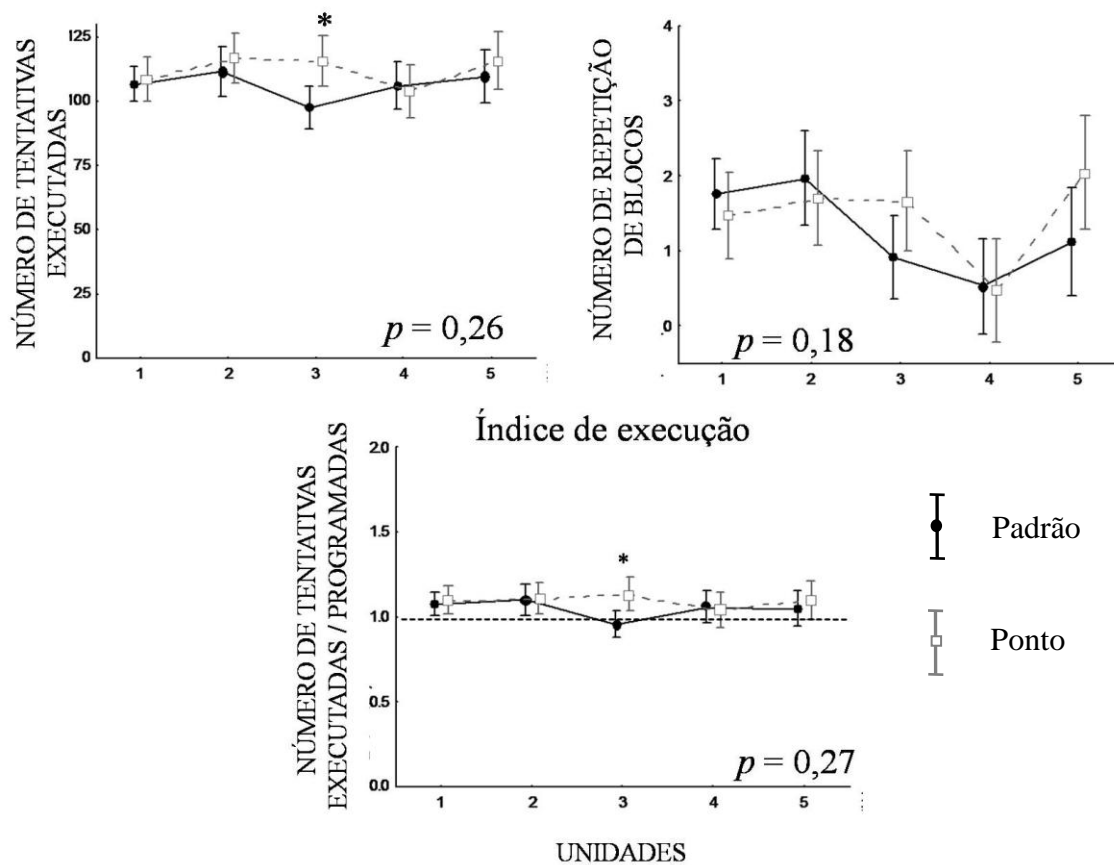 NÚMERO DE TENTATIVAS
EXECUTADAS
125
100
75
50
25
0
*
p = 0,26
1 2 3 4 5
NÚMERO DE REPETIÇÃO
DE BLOCOS
4
3
2
1
0
p = 0,18
1 2 3 4 5
Índice de execução
NÚMERO DE TENTATIVAS
EXECUTADAS / PROGRAMADAS
2.0
1.5
1.0
0.5
0.0
*
p = 0,27
1 2 3 4 5
UNIDADES
Padrão
Ponto